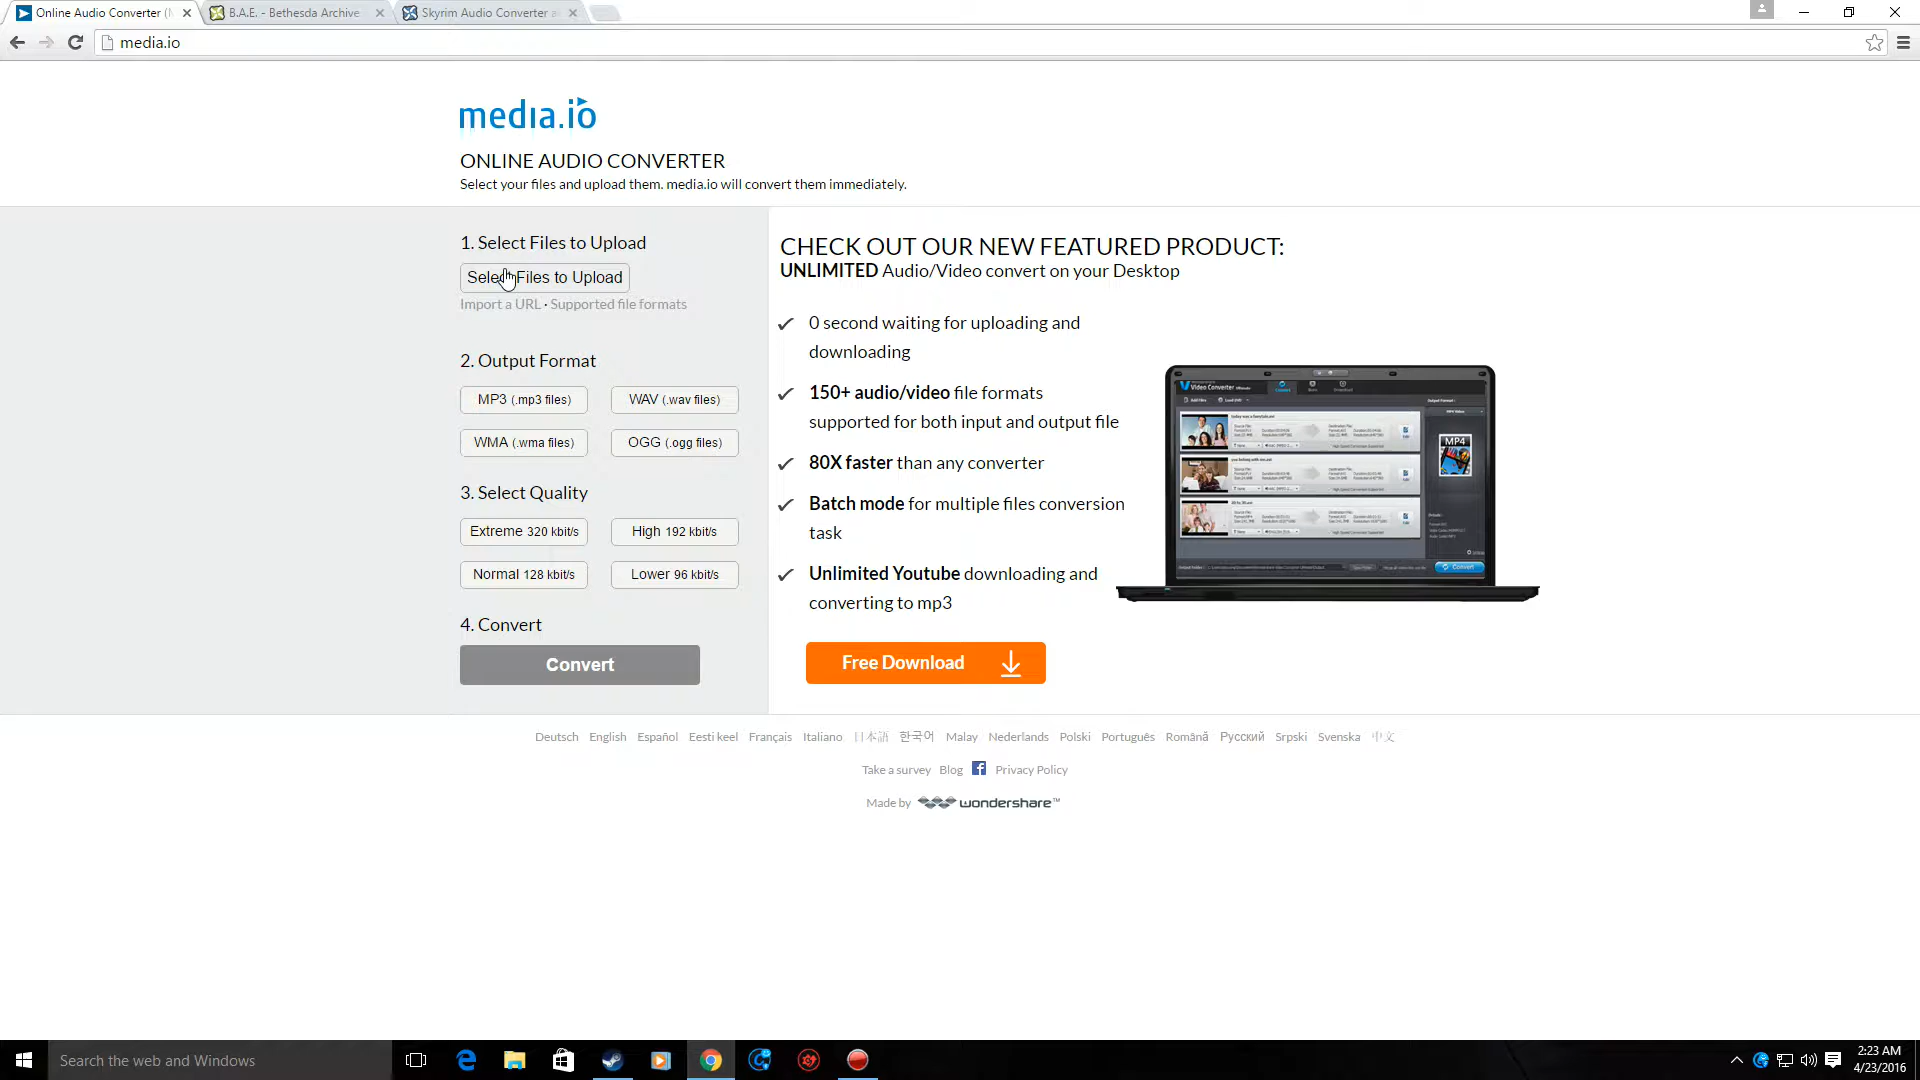 Online Audio Converter (M
B.A.E. - Bethesda Archive
Skyrim Audio Converter a
media.io
media.io
ONLINE AUDIO CONVERTER
Select your files and upload them. media.io will convert them immediately.
1. Select Files to Upload
Select Files to Upload
Import a URL • Supported file formats
2. Output Format
MP3 (.mp3 files)
WAV (.wav files)
WMA (.wma files)
OGG (.ogg files)
3. Select Quality
Extreme 320 kbit/s
High 192 kbit/s
Normal 128 kbit/s
Lower 96 kbit/s
4. Convert
Convert
CHECK OUT OUR NEW FEATURED PRODUCT:
UNLIMITED Audio/Video convert on your Desktop
0 second waiting for uploading and
downloading
150+ audio/video file formats
supported for both input and output file
80X faster than any converter
Batch mode for multiple files conversion
task
Unlimited Youtube downloading and
converting to mp3
Video Converter
MP4
Convert
Free Download
Deutsch English Español Eesti keel Français Italiano 日本語 한국어 Malay Nederlands Polski Português Română Русский Srpski Svenska 中文
Take a survey Blog Privacy Policy
Made by wondershare™
Search the web and Windows
2:23 AM
4/23/2016